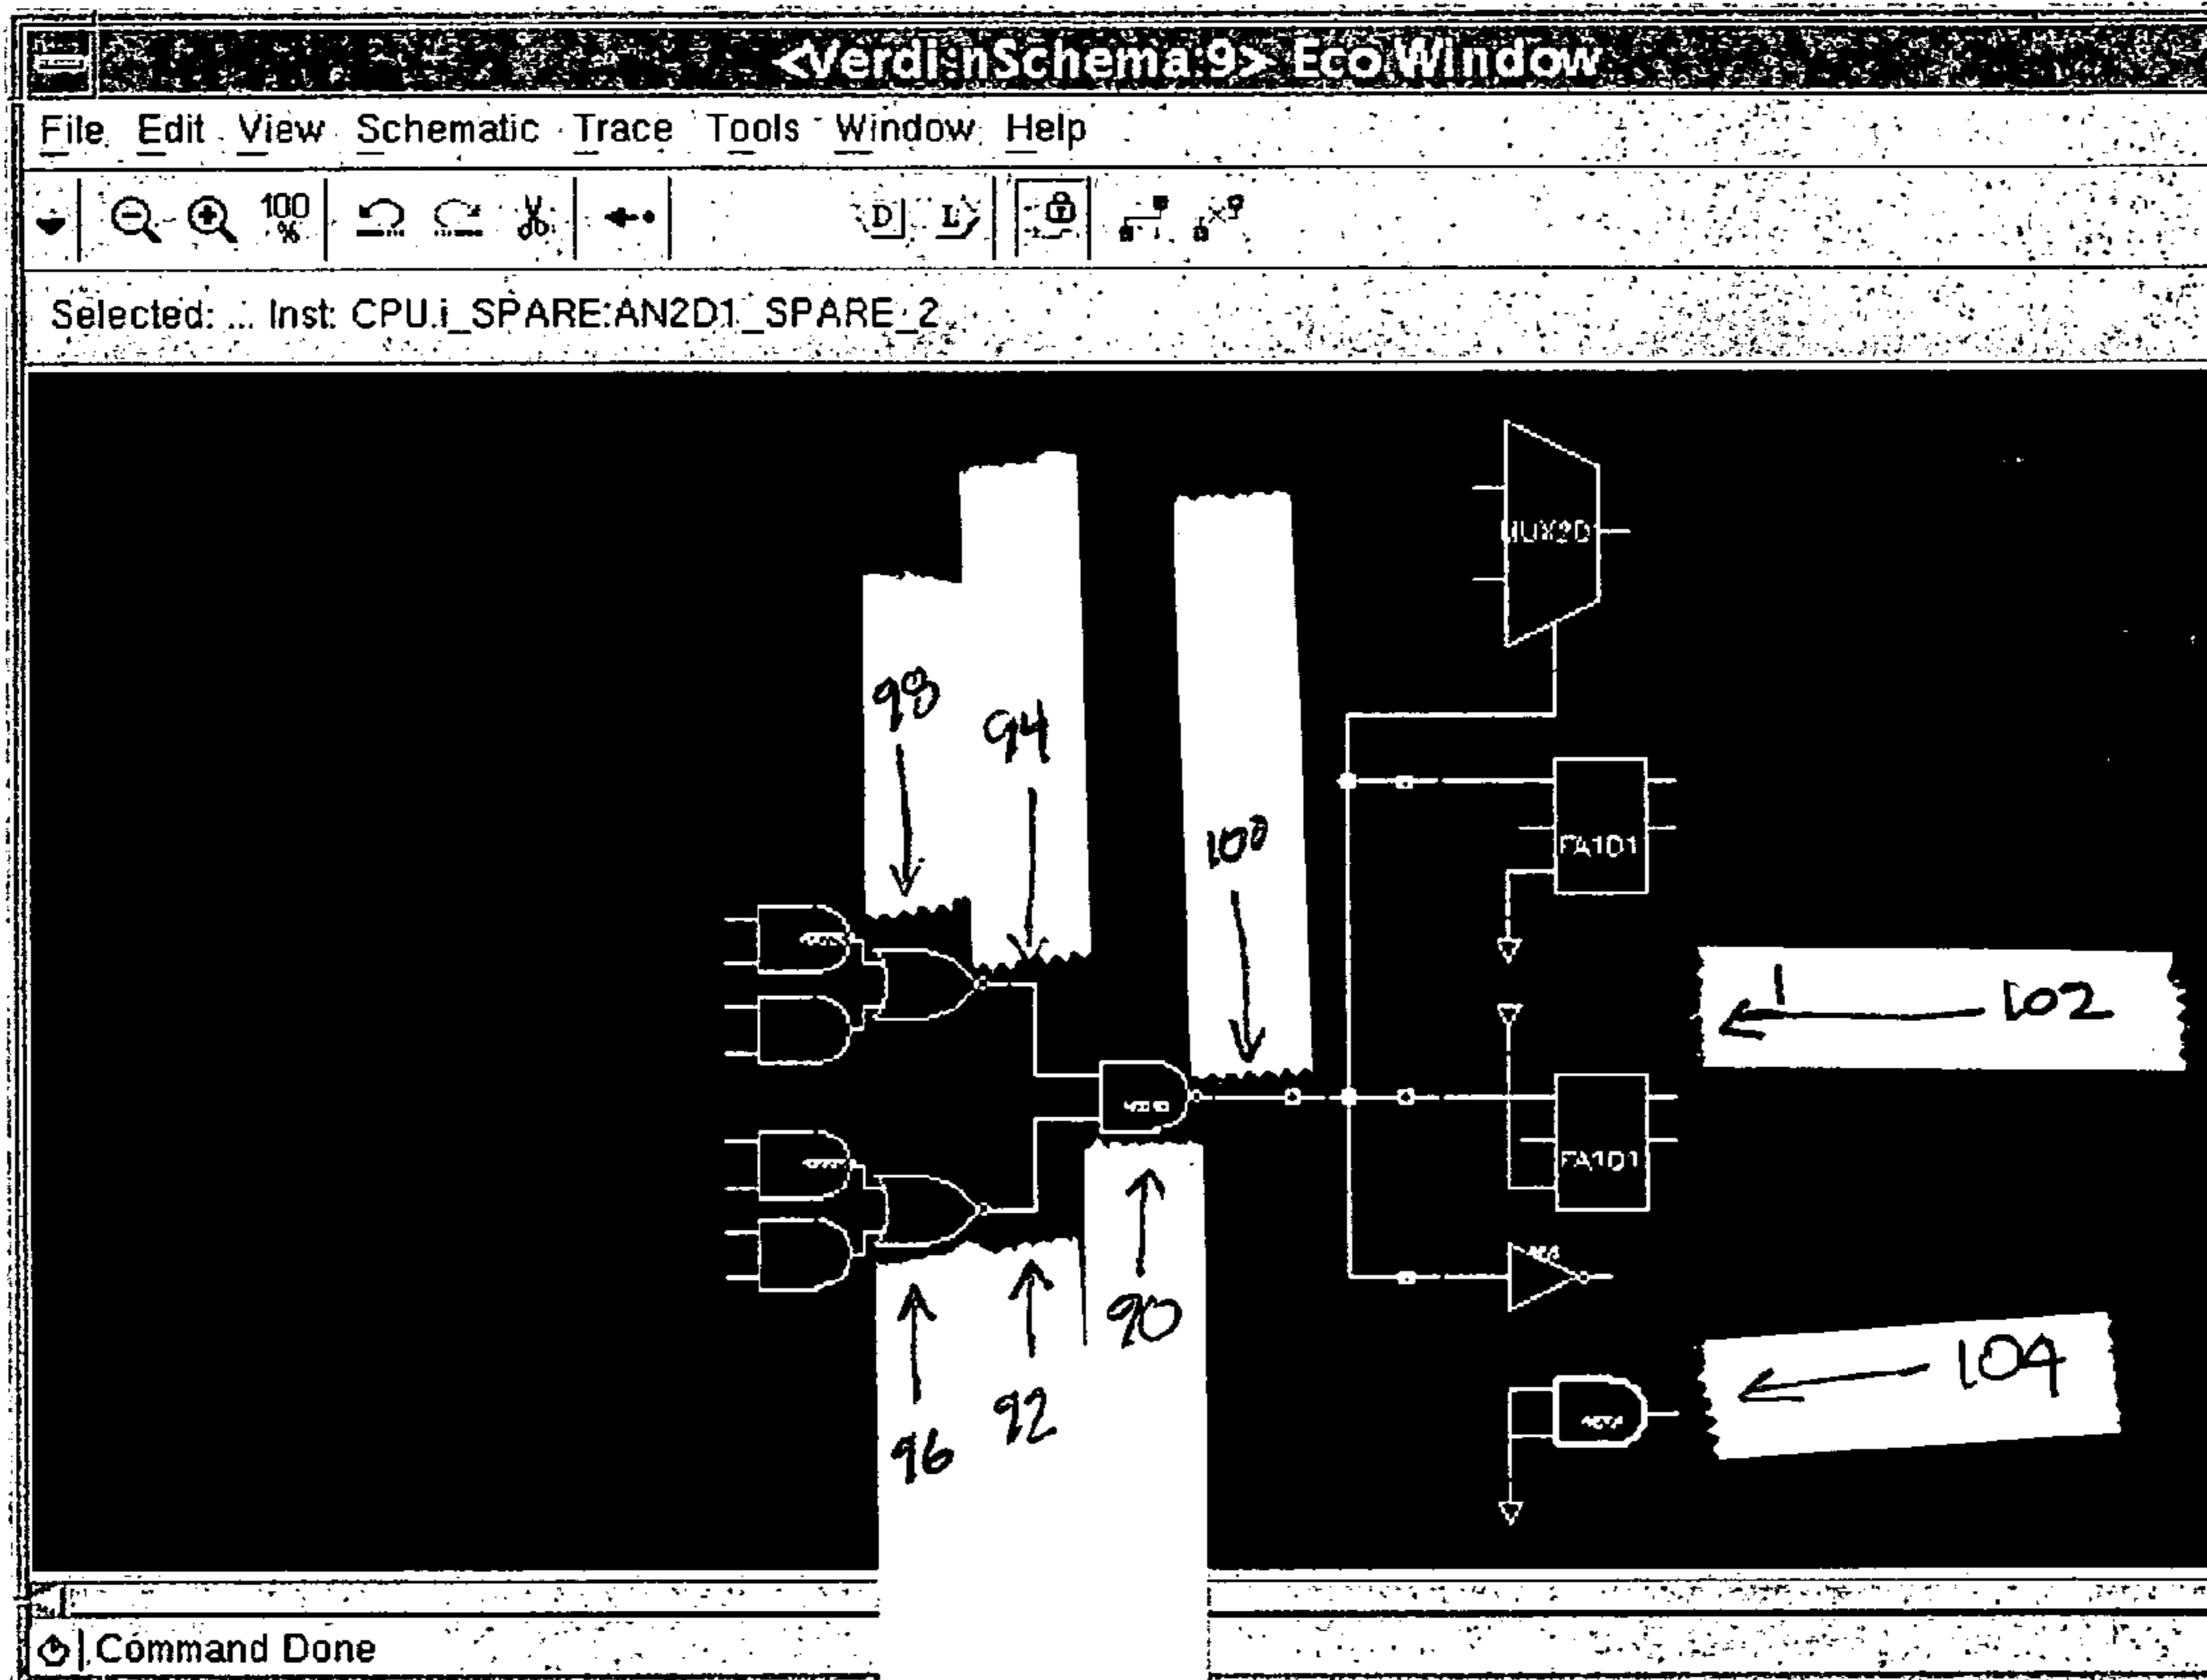 <Verdi:nSchema:9> Eco Window
File Edit View Schematic Trace Tools Window Help
100
%
D L
Selected: ... Inst: CPU.i_SPARE:AN2D1_SPARE_2
98
94
100
FA1D1
102
FA1D1
90
104
96
92
Command Done